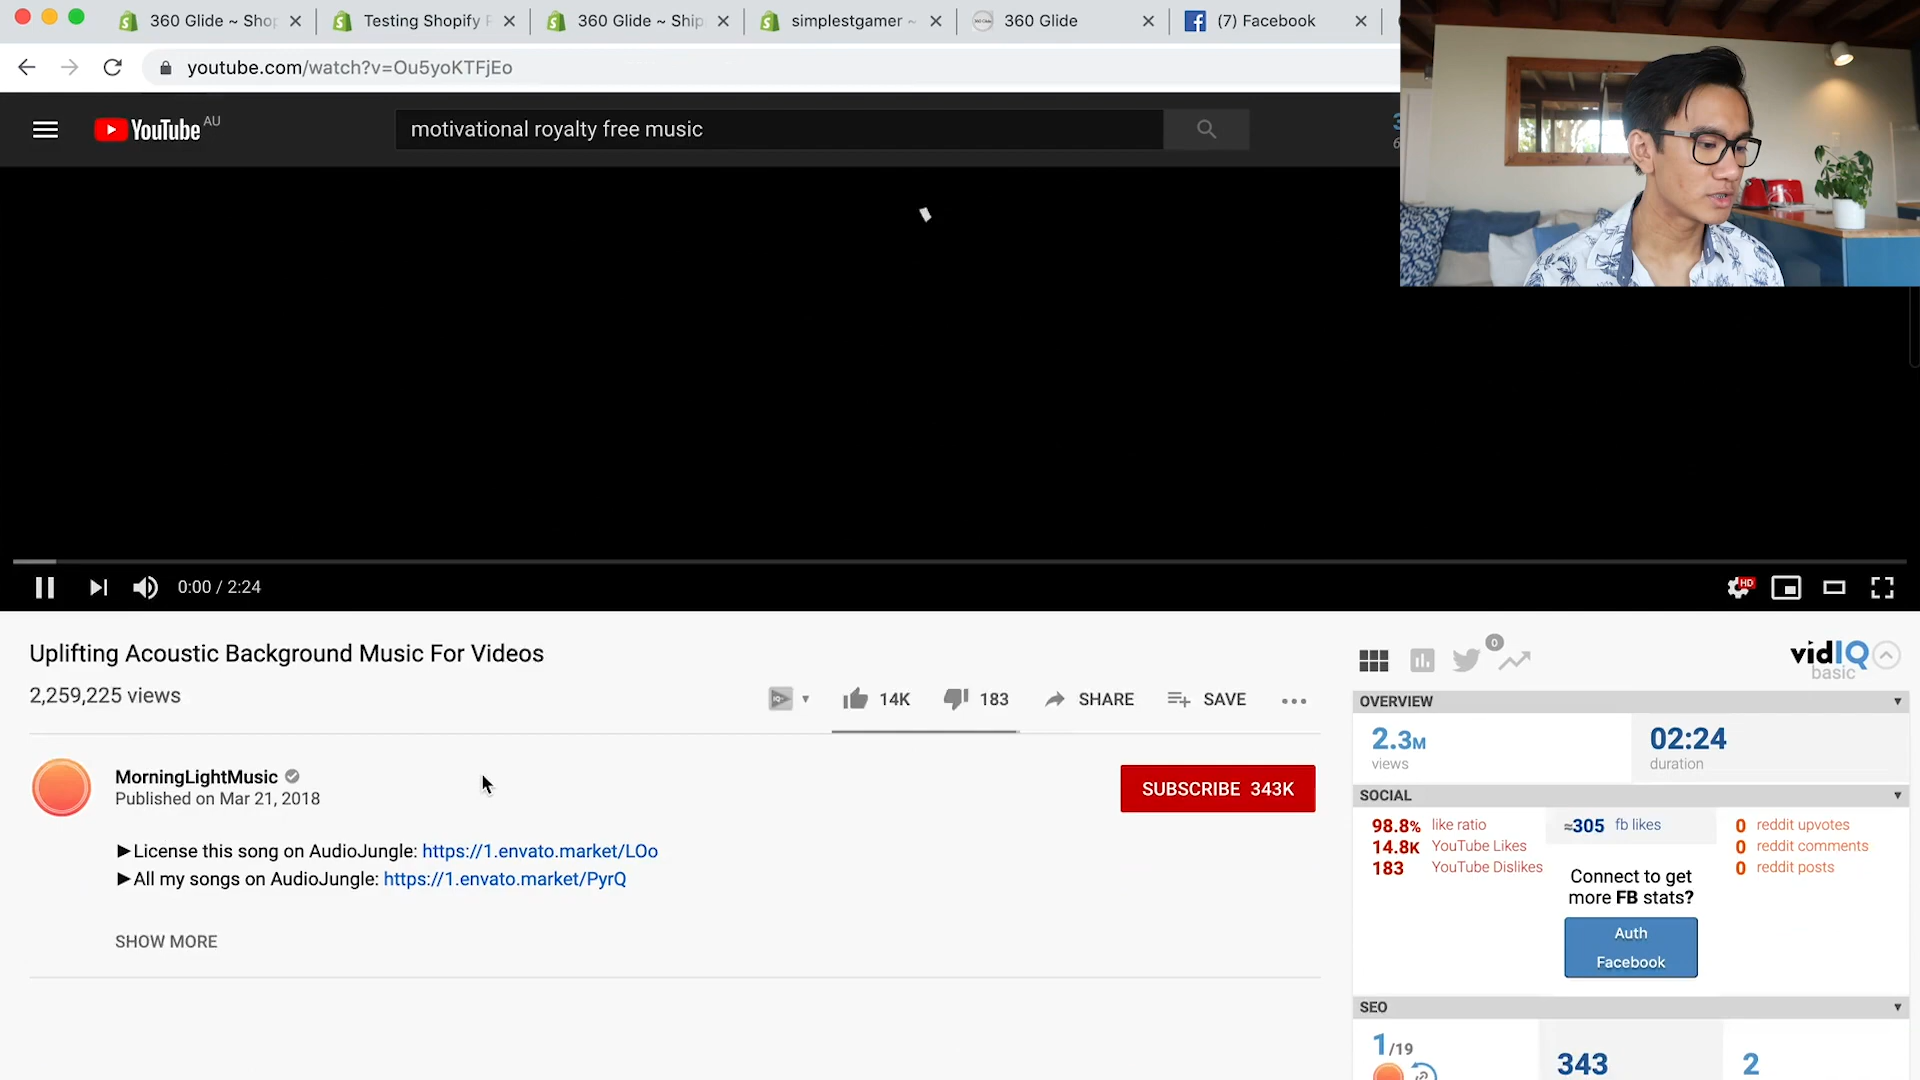 360 Glide ~ Shop
Testing Shopify
360 Glide ~ Ship
simplestgamer ~
360 Glide
(7) Facebook
youtube.com/watch?v=Ou5yoKTFjEo
YouTube AU
motivational royalty free music
0:00 / 2:24
HD
Uplifting Acoustic Background Music For Videos
2,259,225 views
14K
183
SHARE
SAVE
MorningLightMusic
Published on Mar 21, 2018
SUBSCRIBE 343K
►License this song on AudioJungle: https://1.envato.market/LOo
►All my songs on AudioJungle: https://1.envato.market/PyrQ
SHOW MORE
0
vidIQ
basic
OVERVIEW
2.3M
views
02:24
duration
SOCIAL
98.8% like ratio
14.8K YouTube Likes
183 YouTube Dislikes
≈305 fb likes
Connect to get
more FB stats?
Auth
Facebook
0 reddit upvotes
0 reddit comments
0 reddit posts
SEO
1/19
343
2